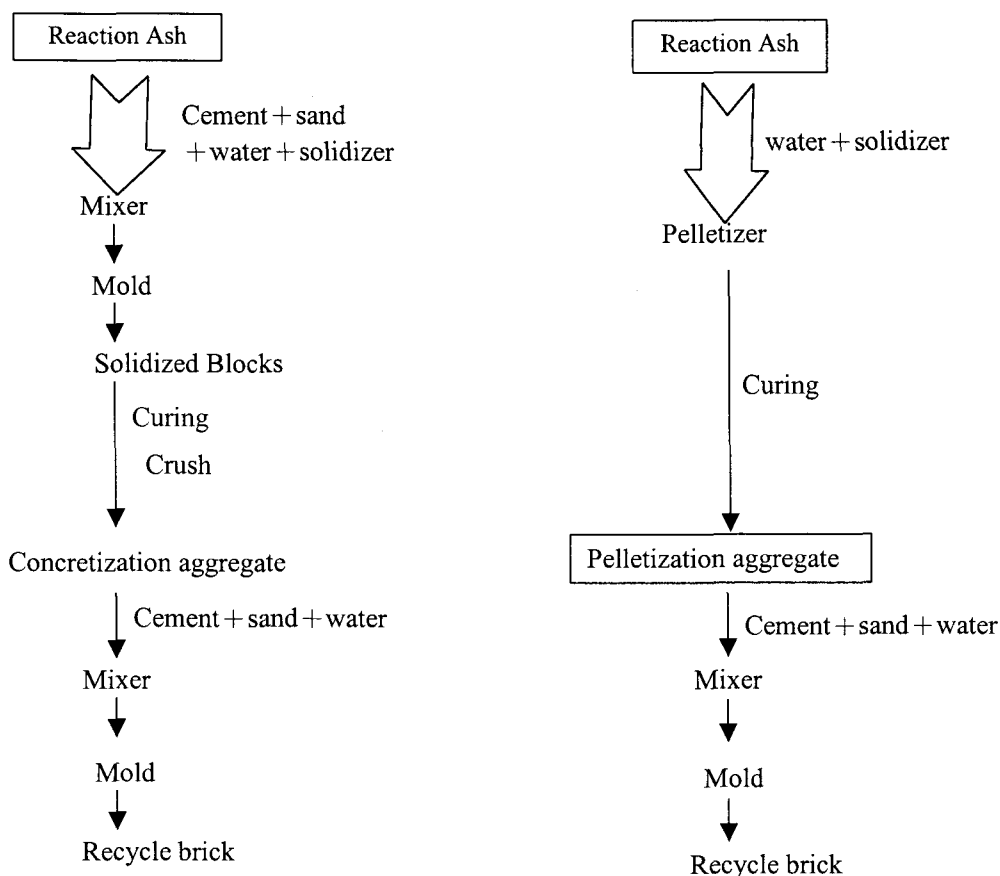 Reaction Ash
Cement+sand
+water+solidizer
Mixer
Mold
Solidized Blocks
Curing
Crush
Concretization aggregate
Cement+sand+water
Mixer
Mold
Recycle brick
Reaction Ash
water+solidizer
Pelletizer
Curing
Pelletization aggregate
Cement+sand+water
Mixer
Mold
Recycle brick